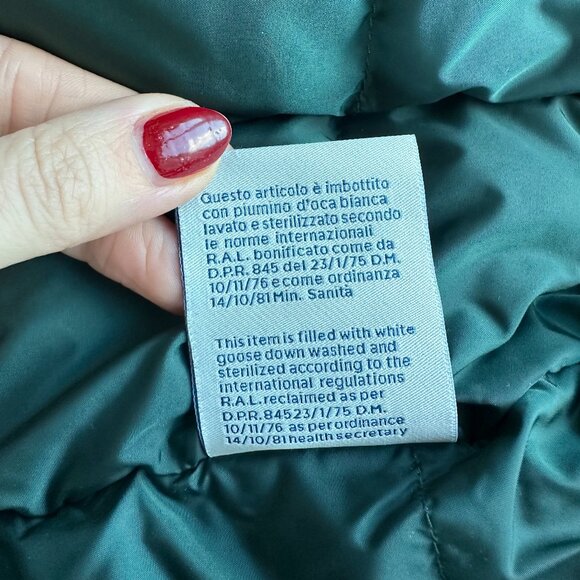 Questo articolo è imbottito
con piumino d'oca bianca
lavato e sterilizzato secondo
le norme internazionali
R.A.L. bonificato come da
D.P.R. 845 del 23/1/75 D.M.
10/11/76 e come ordinanza
14/10/81 Min. Sanità
This item is filled with white
goose down washed and
sterilized according to the
international regulations
R.A.L. reclaimed as per
D.P.R. 84523/1/75 D.M.
10/11/76 as per ordinance
14/10/81 health secretary